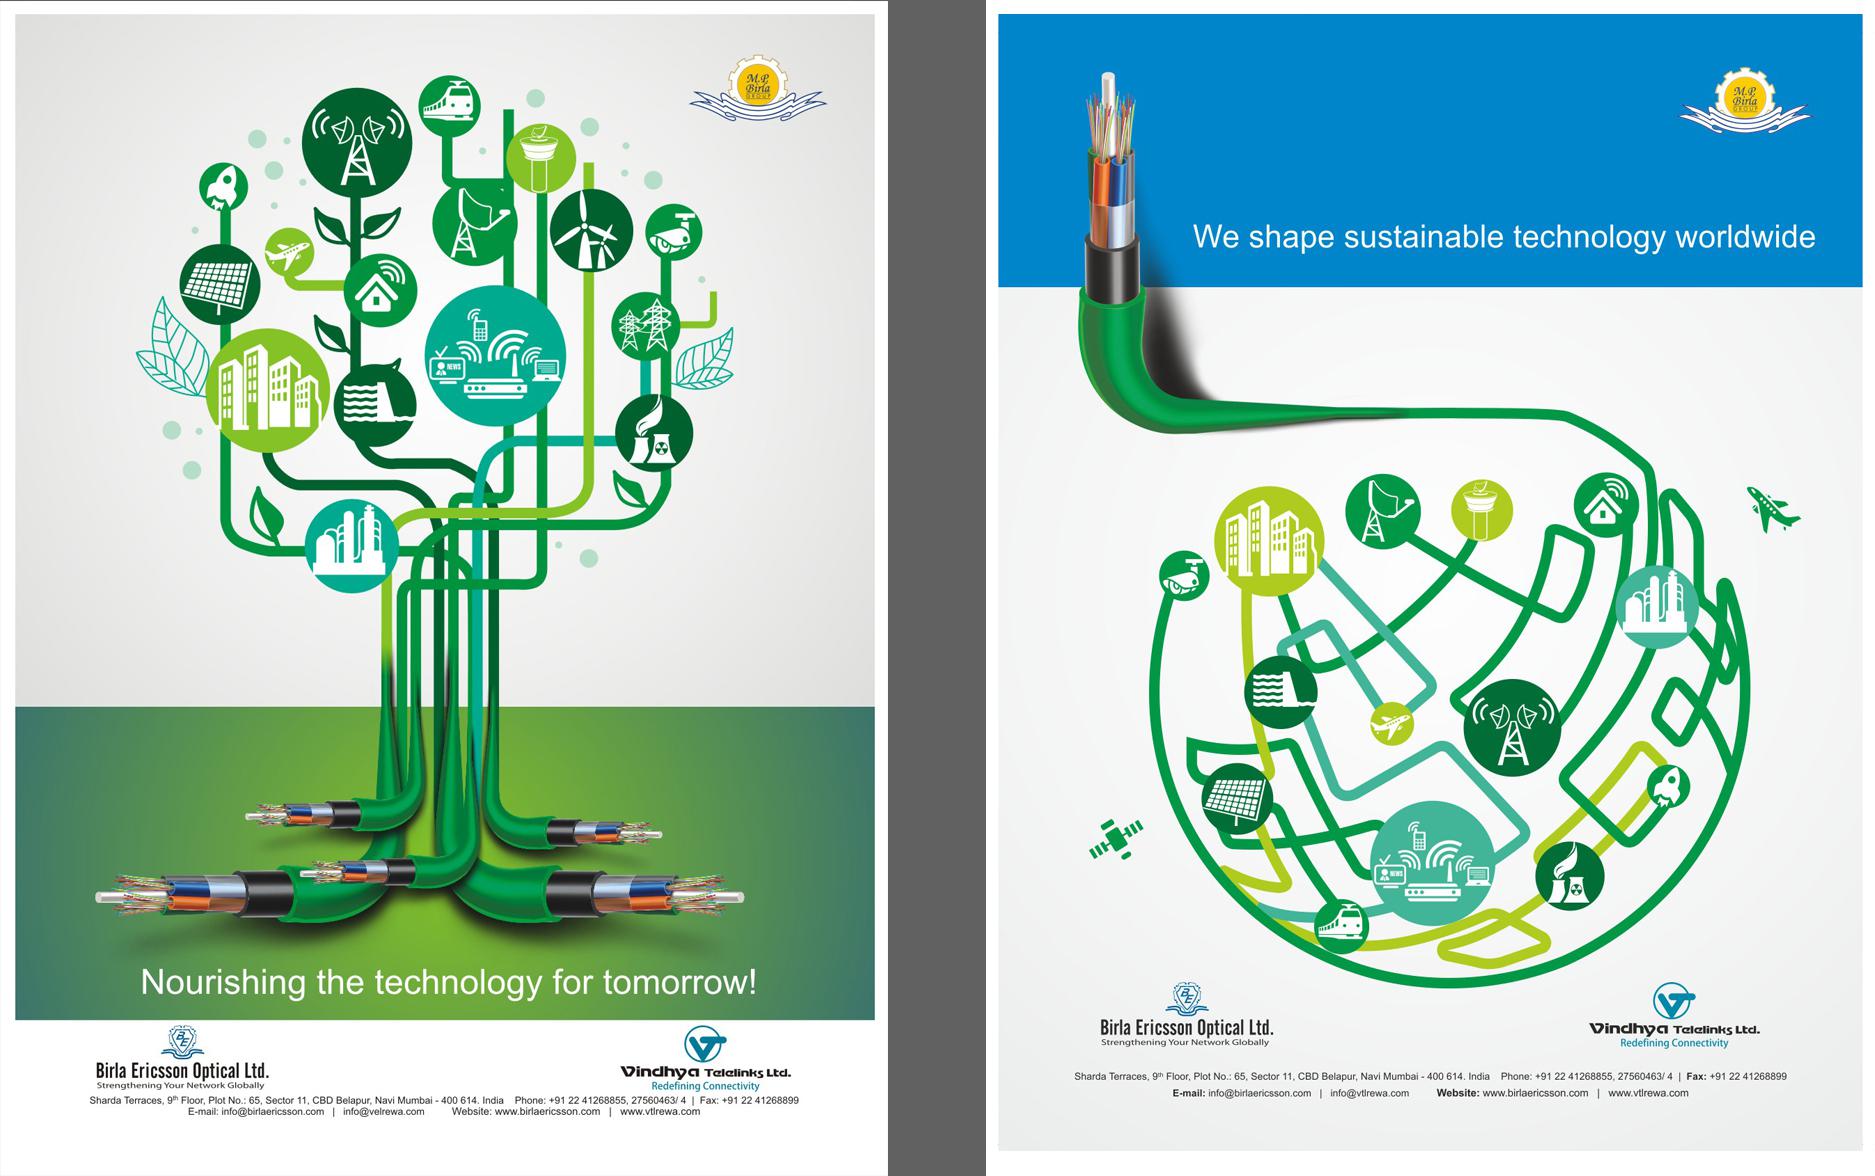 M.P.
Birla
GROUP
NEWS
Nourishing the technology for tomorrow!
BE
Birla Ericsson Optical Ltd.
Strengthening Your Network Globally
VT
Vindhya Telelinks Ltd.
Redefining Connectivity
Sharda Terraces, 9th Floor, Plot No.: 65, Sector 11, CBD Belapur, Navi Mumbai - 400 614. India Phone: +91 22 41268855, 27560463/ 4 | Fax: +91 22 41268899
E-mail: info@birlaericsson.com | info@velrewa.com Website: www.birlaericsson.com | www.vtlrewa.com
M.P.
Birla
GROUP
We shape sustainable technology worldwide
NEWS
BE
Birla Ericsson Optical Ltd.
Strengthening Your Network Globally
VT
Vindhya Telelinks Ltd.
Redefining Connectivity
Sharda Terraces, 9th Floor, Plot No.: 65, Sector 11, CBD Belapur, Navi Mumbai - 400 614. India Phone: +91 22 41268855, 27560463/ 4 | Fax: +91 22 41268899
E-mail: info@birlaericsson.com | info@vtlrewa.com Website: www.birlaericsson.com | www.vtlrewa.com